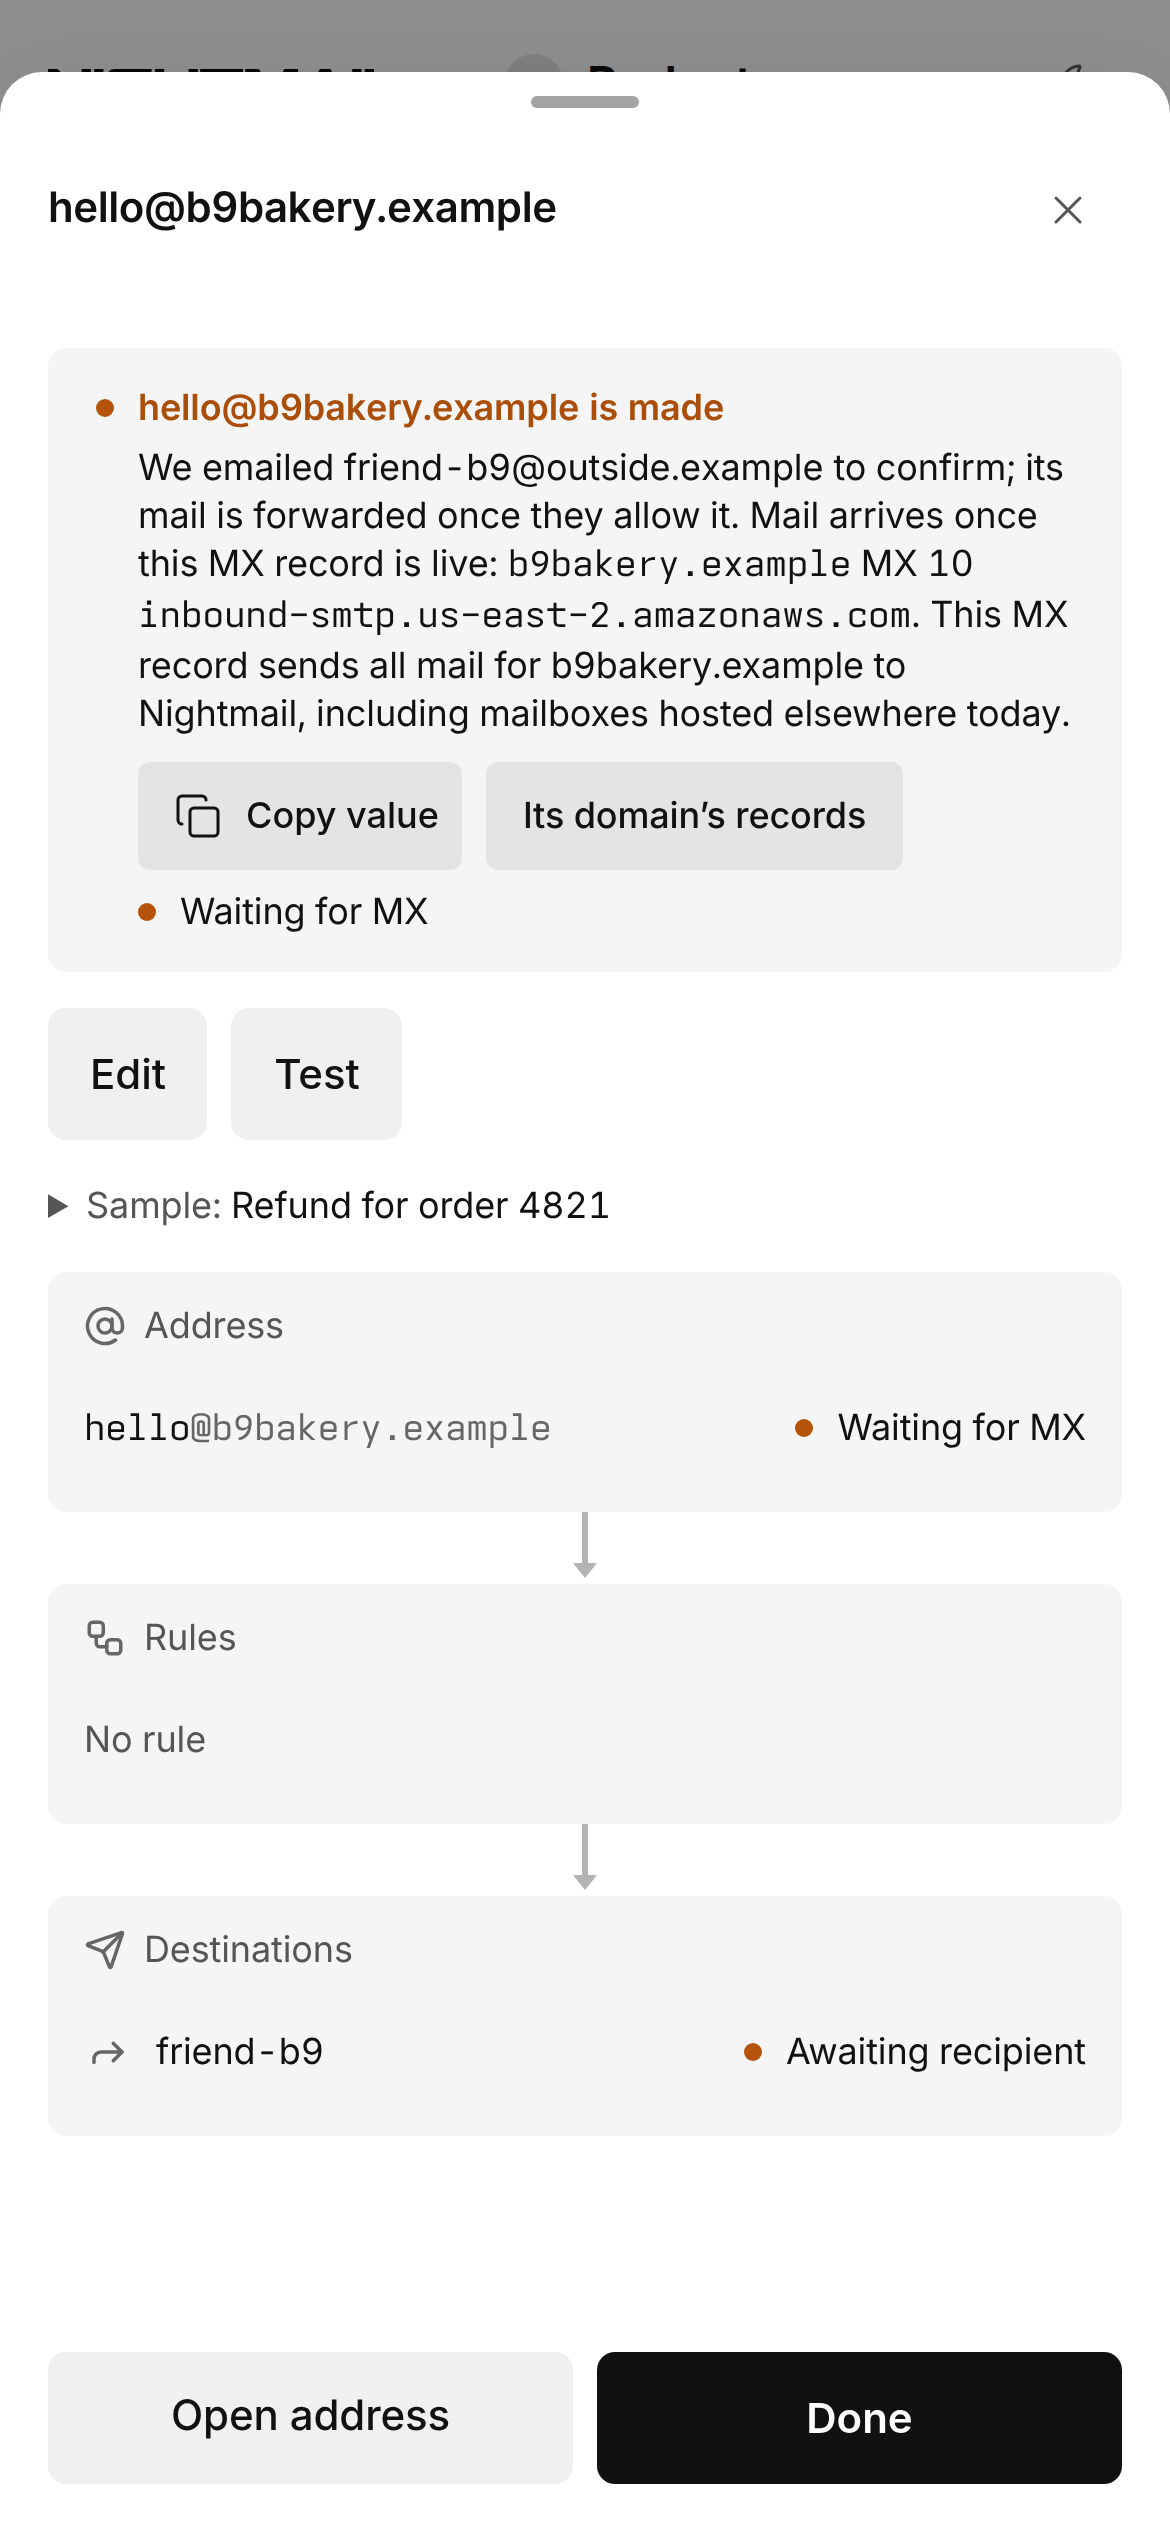 hello@b9bakery.example
hello@b9bakery.example is made
We emailed friend-b9@outside.example to confirm; its
mail is forwarded once they allow it. Mail arrives once
this MX record is live: b9bakery.example MX 10
inbound-smtp.us-east-2.amazonaws.com. This MX
record sends all mail for b9bakery.example to
Nightmail, including mailboxes hosted elsewhere today.
Copy value
Its domain’s records
Waiting for MX
Edit
Test
Sample: Refund for order 4821
Address
hello@b9bakery.example
Waiting for MX
Rules
No rule
Destinations
friend-b9
Awaiting recipient
Open address
Done